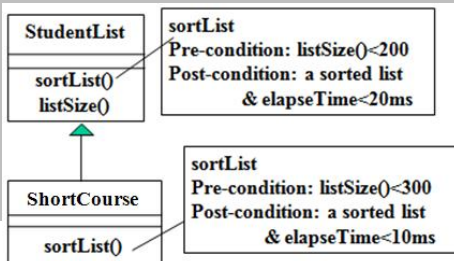 StudentList
sortList()
listSize()
sortList
Pre-condition: listSize()<200
Post-condition: a sorted list
& elapseTime<20ms
ShortCourse
sortList()
sortList
Pre-condition: listSize()<300
Post-condition: a sorted list
& elapseTime<10ms